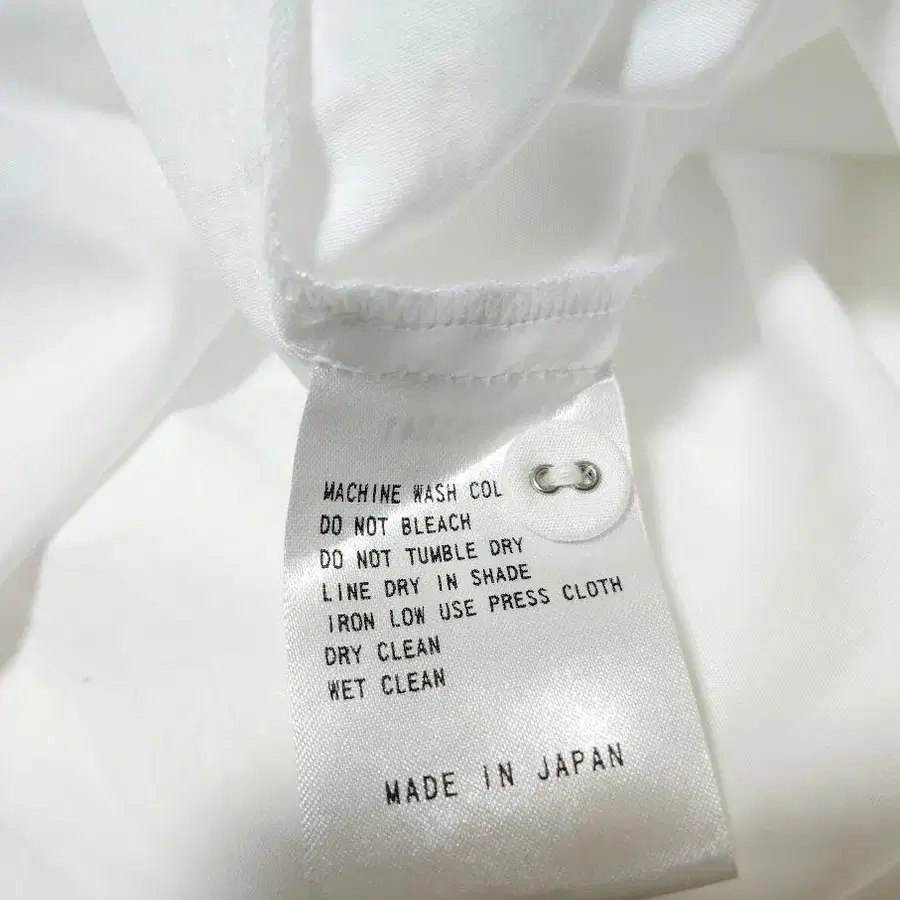 MACHINE WASH COL
DO NOT BLEACH
DO NOT TUMBLE DRY
LINE DRY IN SHADE
IRON LOW USE PRESS CLOTH
DRY CLEAN
WET CLEAN
MADE IN JAPAN